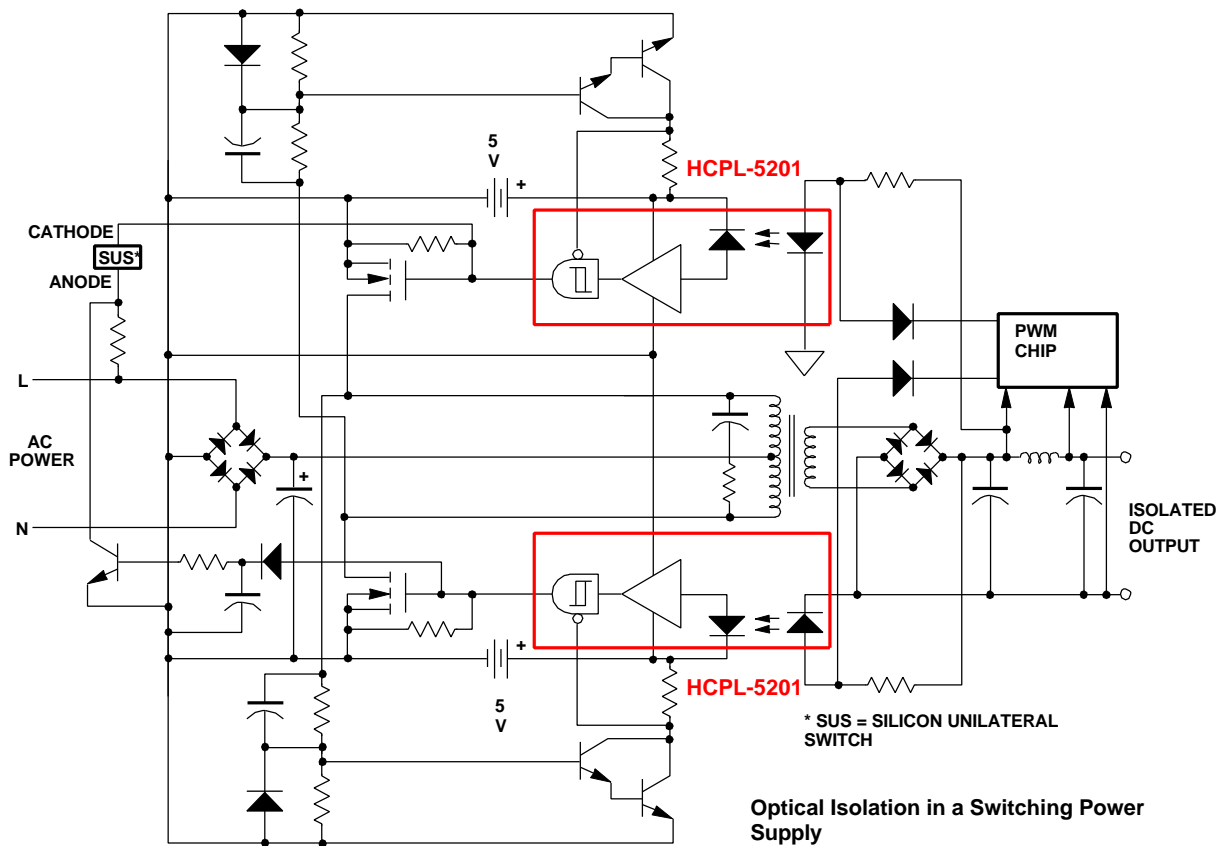 5
V
+
HCPL-5201
CATHODE
SUS*
ANODE
PWM
CHIP
L
AC
POWER
+
N
ISOLATED
DC
OUTPUT
+
5
V
HCPL-5201
* SUS = SILICON UNILATERAL
SWITCH
Optical Isolation in a Switching Power
Supply